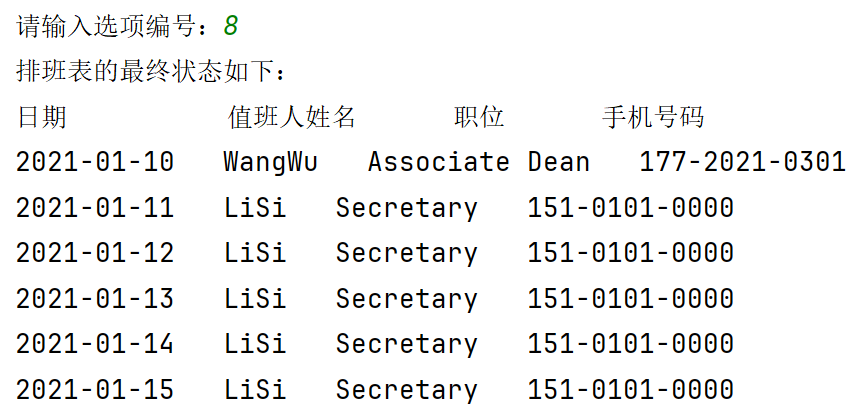 请输入选项编号：8
排班表的最终状态如下：
日期 值班人姓名 职位 手机号码
2021-01-10 WangWu Associate Dean 177-2021-0301
2021-01-11 LiSi Secretary 151-0101-0000
2021-01-12 LiSi Secretary 151-0101-0000
2021-01-13 LiSi Secretary 151-0101-0000
2021-01-14 LiSi Secretary 151-0101-0000
2021-01-15 LiSi Secretary 151-0101-0000